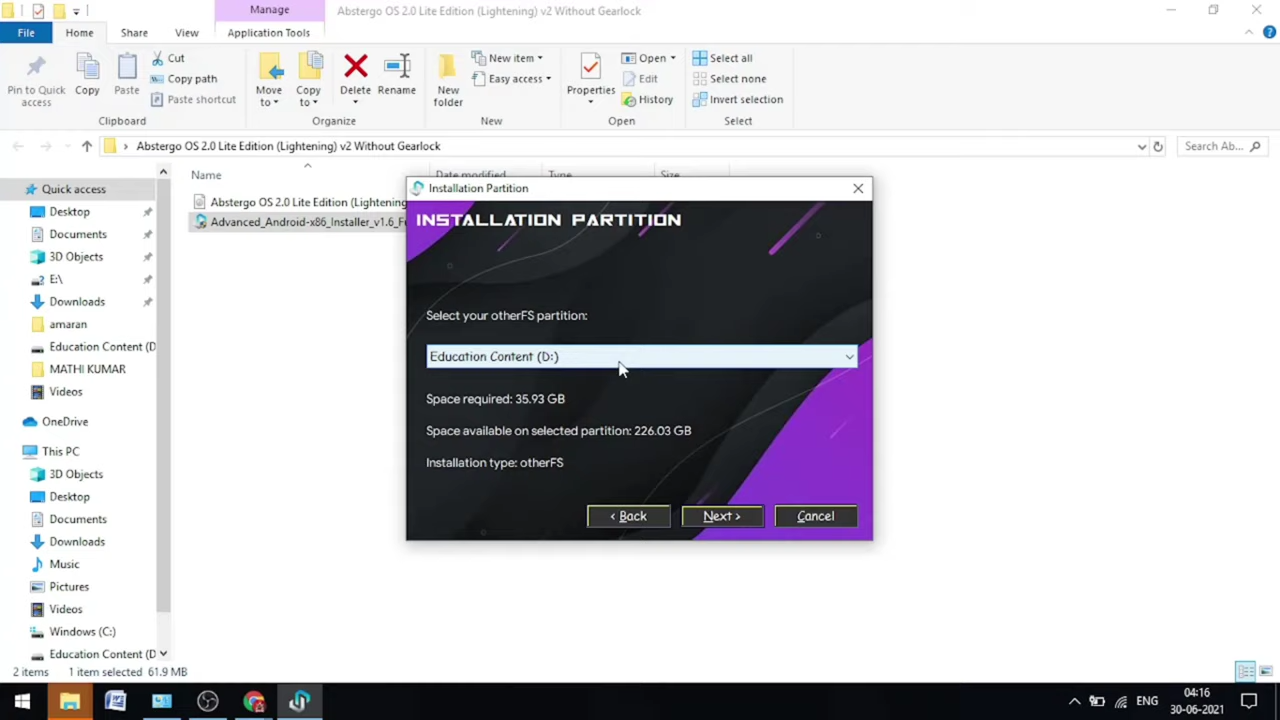 Manage
Abstergo OS 2.0 Lite Edition (Lightening) v2 Without Gearlock
File
Home
Share
View
Application Tools
Pin to Quick access
Copy
Paste
Cut
Copy path
Paste shortcut
Clipboard
Move to
Copy to
Delete
Rename
Organize
New folder
New item
Easy access
New
Properties
Open
Edit
History
Open
Select all
Select none
Invert selection
Select
Abstergo OS 2.0 Lite Edition (Lightening) v2 Without Gearlock
Search Ab...
Name
Date modified
Type
Size
Abstergo OS 2.0 Lite Edition (Lightening
Advanced_Android-x86_Installer_v1.6_F
Quick access
Desktop
Documents
3D Objects
E:\
Downloads
amaran
Education Content (D
MATHI KUMAR
Videos
OneDrive
This PC
3D Objects
Desktop
Documents
Downloads
Music
Pictures
Videos
Windows (C:)
Education Content (D
Installation Partition
INSTALLATION PARTITION
Select your otherFS partition:
Education Content (D:)
Space required: 35.93 GB
Space available on selected partition: 226.03 GB
Installation type: otherFS
< Back
Next >
Cancel
2 items
1 item selected 61.9 MB
ENG
04:16
30-06-2021